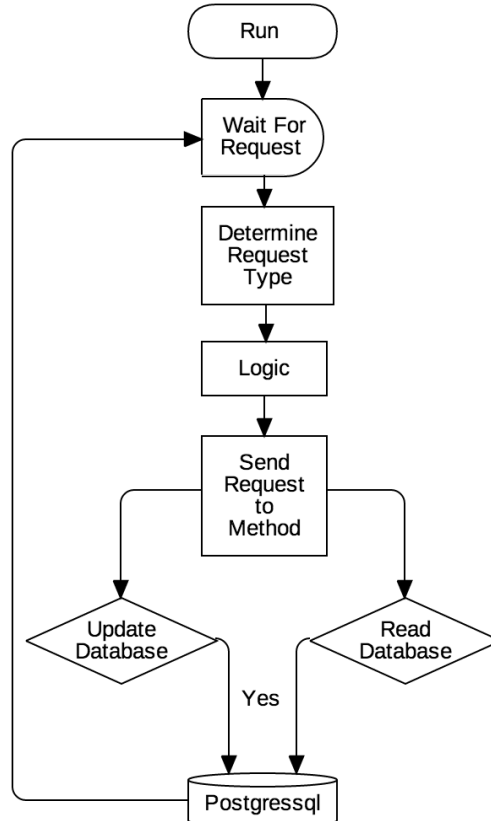 Run
Wait For
Request
Determine
Request
Type
Logic
Send
Request
to
Method
Update
Database
Read
Database
Yes
Postgressql